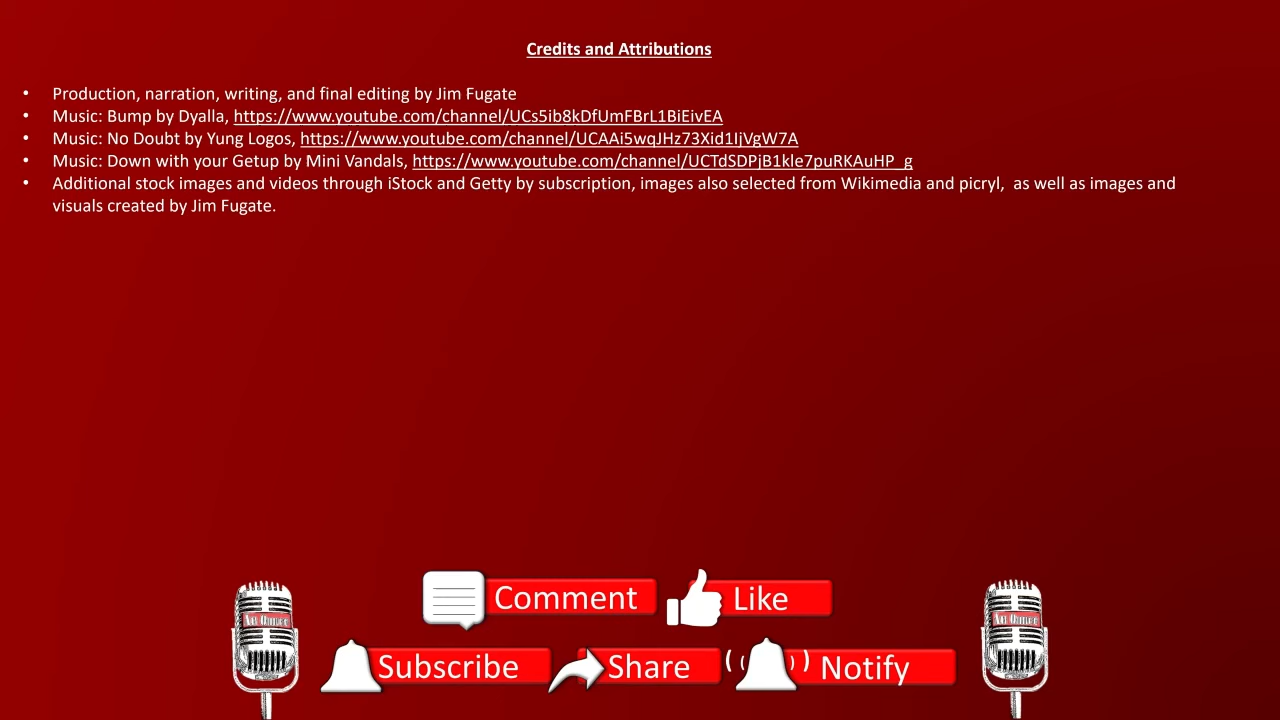 Credits and Attributions
• Production, narration, writing, and final editing by Jim Fugate
• Music: Bump by Dyalla, https://www.youtube.com/channel/UCs5ib8kDfUmFBrL1BiEivEA
• Music: No Doubt by Yung Logos, https://www.youtube.com/channel/UCAAi5wqJHz73Xid1IjVgW7A
• Music: Down with your Getup by Mini Vandals, https://www.youtube.com/channel/UCTdSDPjB1kle7puRKAuHP_g
• Additional stock images and videos through iStock and Getty by subscription, images also selected from Wikimedia and picryl, as well as images and
visuals created by Jim Fugate.
Comment Like
Subscribe Share Notify